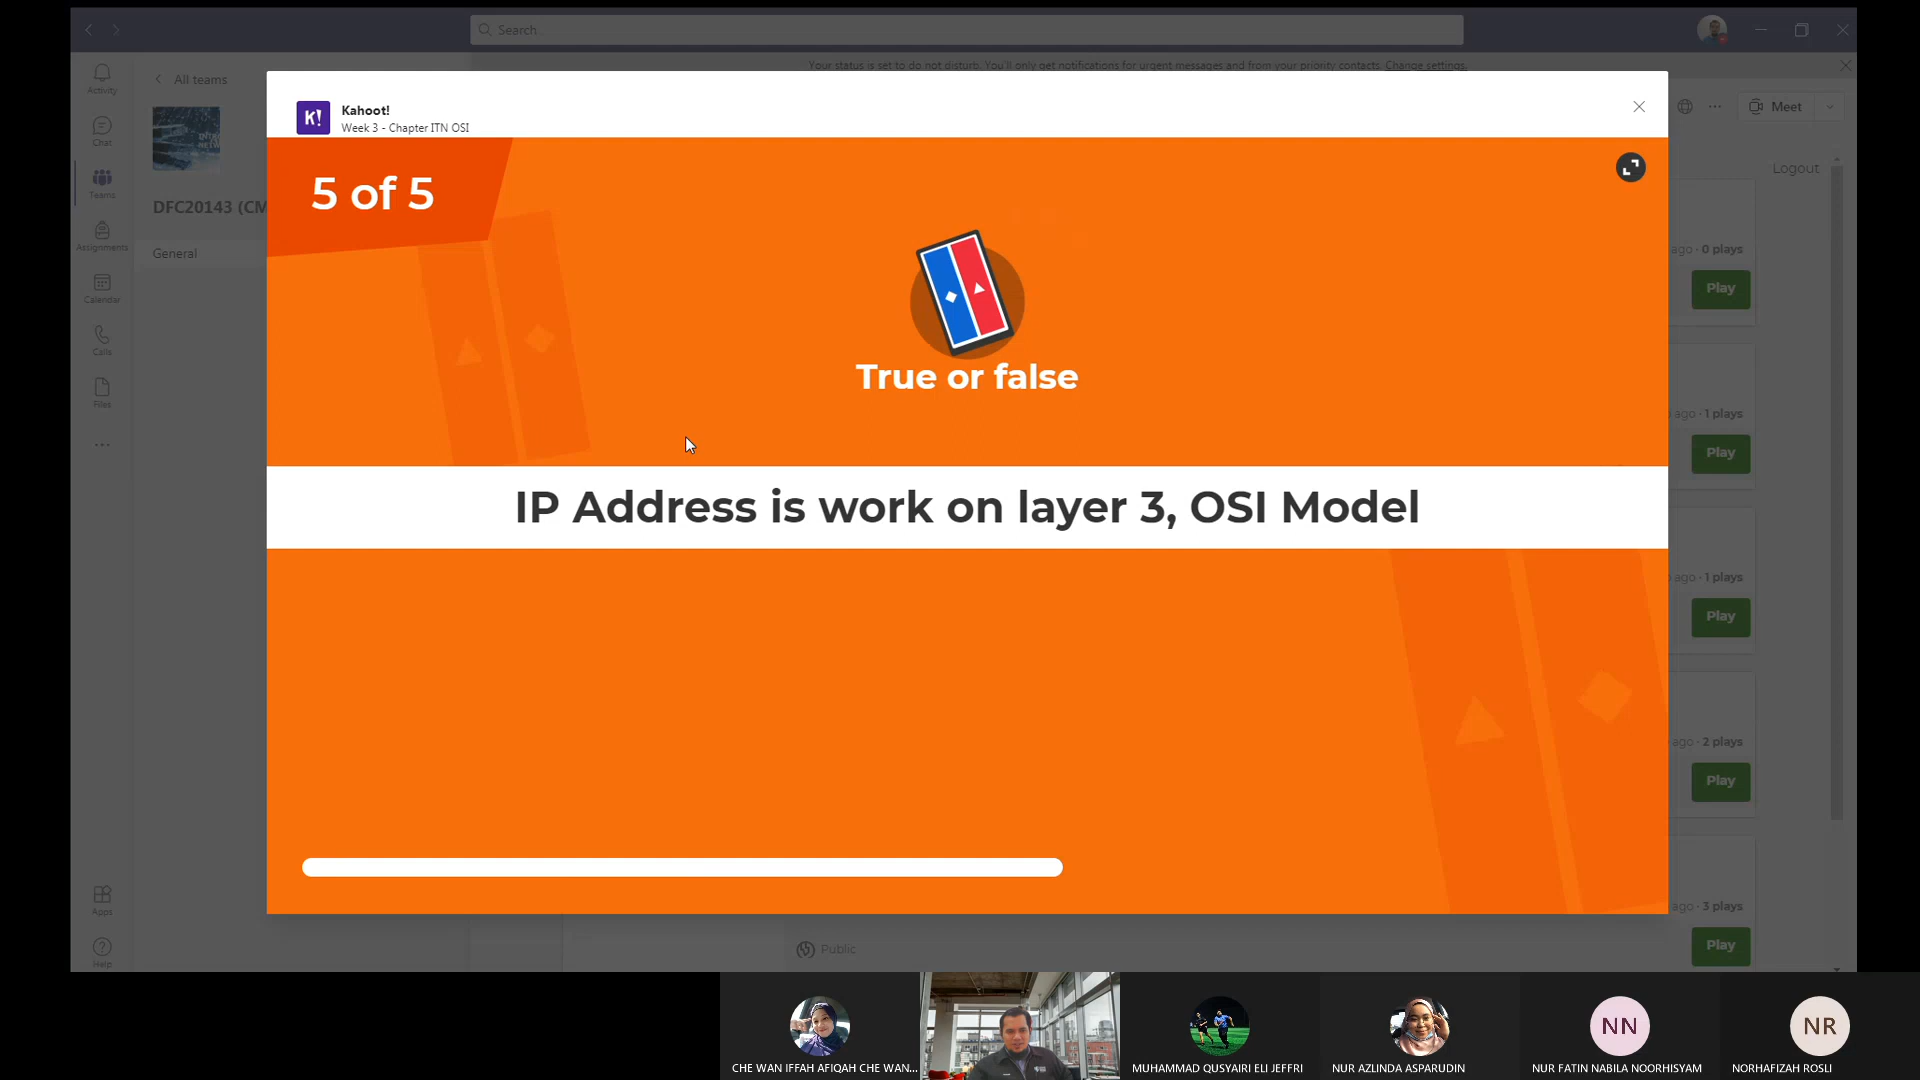 Search
Your status is set to do not disturb. You'll only get notifications for urgent messages and from your priority contacts. Change settings.
Activity
Chat
Teams
Assignments
Calendar
Calls
Files
Apps
Help
All teams
DFC20143 (CM
General
Meet
Logout
Kahoot!
Week 3 - Chapter ITN OSI
5 of 5
True or false
IP Address is work on layer 3, OSI Model
ago · 0 plays
Play
ago · 1 plays
Play
ago · 1 plays
Play
ago · 2 plays
Play
ago · 3 plays
Play
Public
CHE WAN IFFAH AFIQAH CHE WAN...
MUHAMMAD QUSYAIRI ELI JEFFRI
NUR AZLINDA ASPARUDIN
NN
NUR FATIN NABILA NOORHISYAM
NR
NORHAFIZAH ROSLI